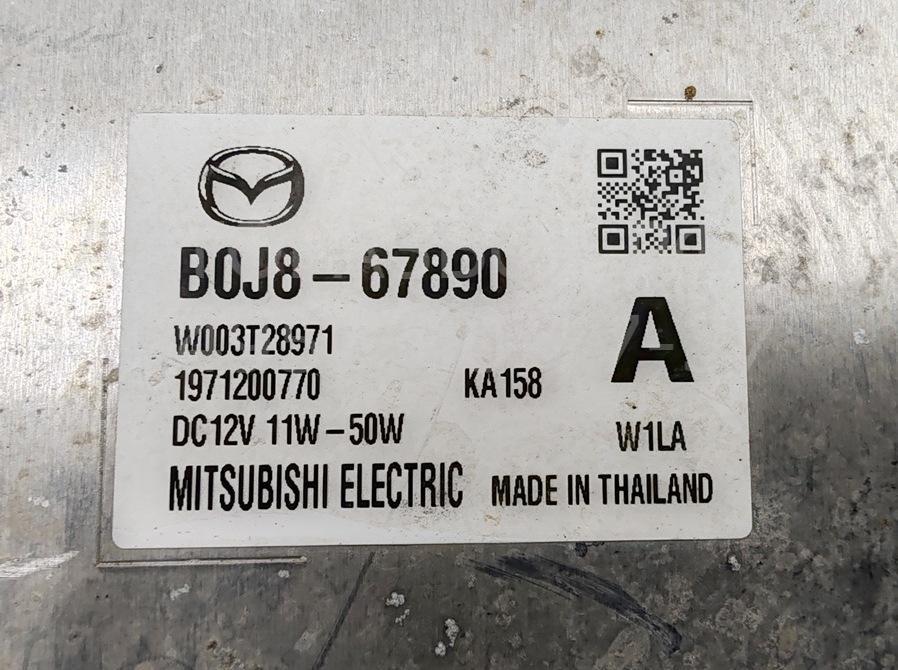 B0J8-67890
A
W003T28971
1971200770 KA158
DC12V 11W-50W W1LA
MITSUBISHI ELECTRIC MADE IN THAILAND